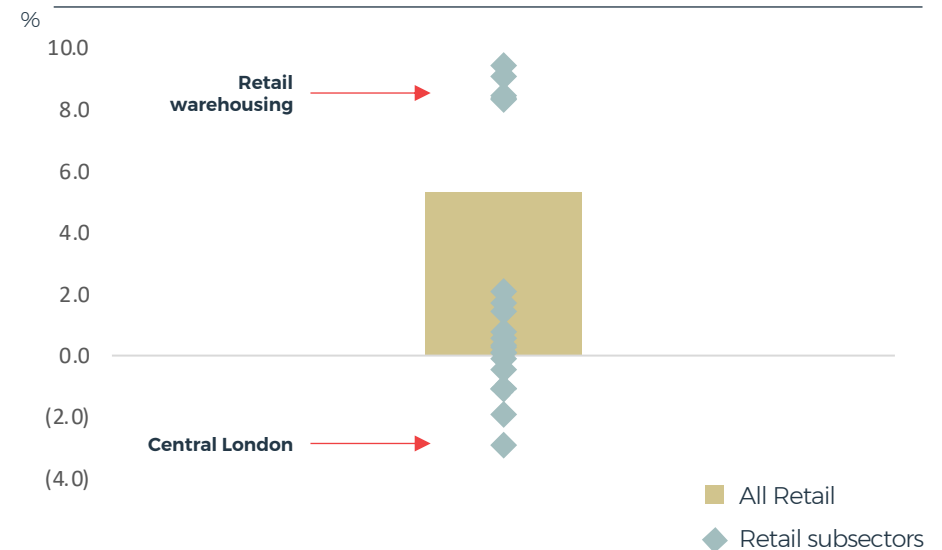 %
10.0
Retail
warehousing
8.0
6.0
4.0
2.0
0.0
(2.0)
Central London
(4.0)
All Retail
Retail subsectors